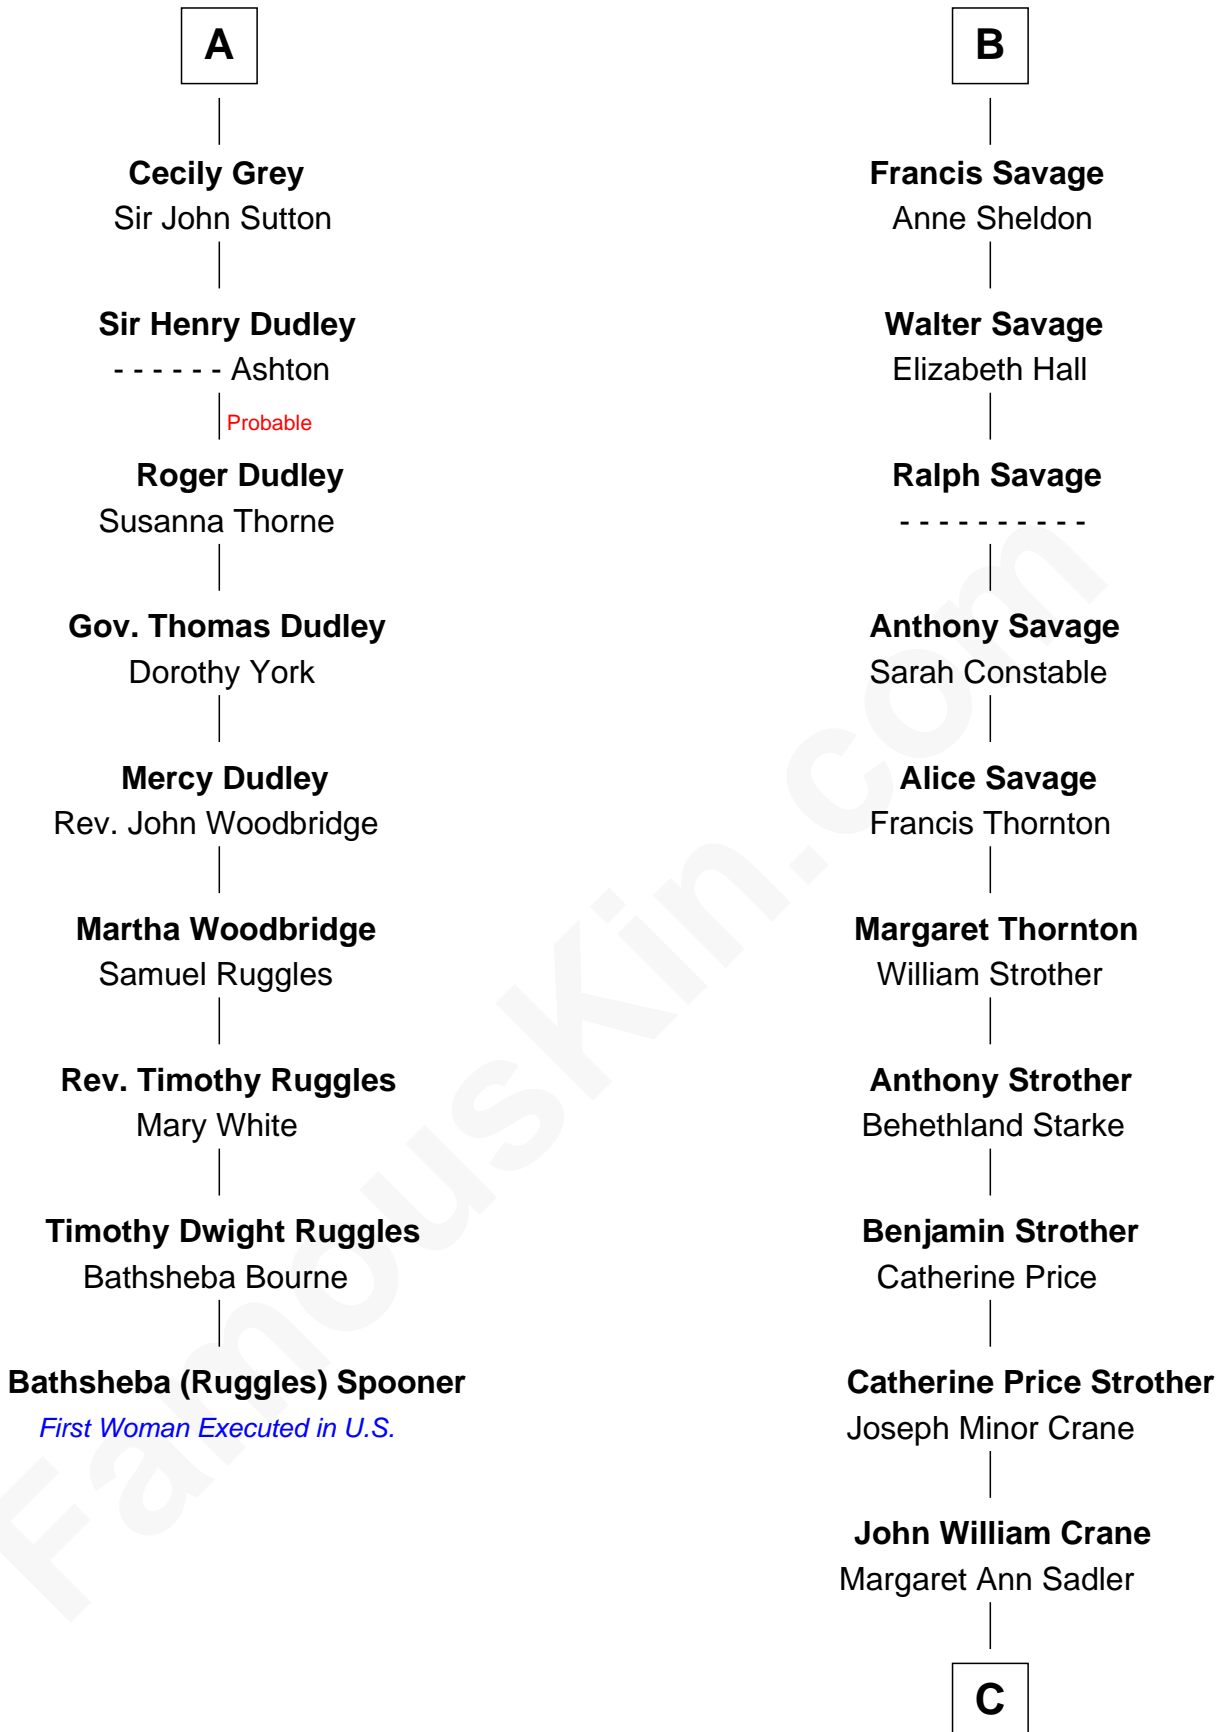 A
Cecily Grey
Sir John Sutton
Sir Henry Dudley
- - - - - - Ashton
Probable
Roger Dudley
Susanna Thorne
Gov. Thomas Dudley
Dorothy York
Mercy Dudley
Rev. John Woodbridge
Martha Woodbridge
Samuel Ruggles
Rev. Timothy Ruggles
Mary White
Timothy Dwight Ruggles
Bathsheba Bourne
Bathsheba (Ruggles) Spooner
First Woman Executed in U.S.
B
Francis Savage
Anne Sheldon
Walter Savage
Elizabeth Hall
Ralph Savage
- - - - - - - - - -
Anthony Savage
Sarah Constable
Alice Savage
Francis Thornton
Margaret Thornton
William Strother
Anthony Strother
Behethland Starke
Benjamin Strother
Catherine Price
Catherine Price Strother
Joseph Minor Crane
John William Crane
Margaret Ann Sadler
C
FamousKin.com